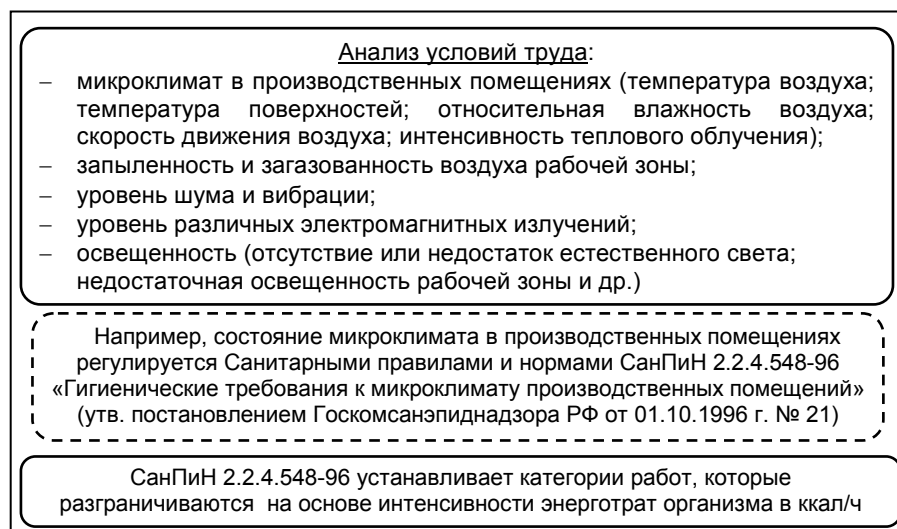 Анализ условий труда:
– микроклимат в производственных помещениях (температура воздуха;
температура поверхностей; относительная влажность воздуха;
скорость движения воздуха; интенсивность теплового облучения);
– запыленность и загазованность воздуха рабочей зоны;
– уровень шума и вибрации;
– уровень различных электромагнитных излучений;
– освещенность (отсутствие или недостаток естественного света;
недостаточная освещенность рабочей зоны и др.)
Например, состояние микроклимата в производственных помещениях
регулируется Санитарными правилами и нормами СанПиН 2.2.4.548-96
«Гигиенические требования к микроклимату производственных помещений»
(утв. постановлением Госкомсанэпиднадзора РФ от 01.10.1996 г. № 21)
СанПиН 2.2.4.548-96 устанавливает категории работ, которые
разграничиваются на основе интенсивности энерготрат организма в ккал/ч